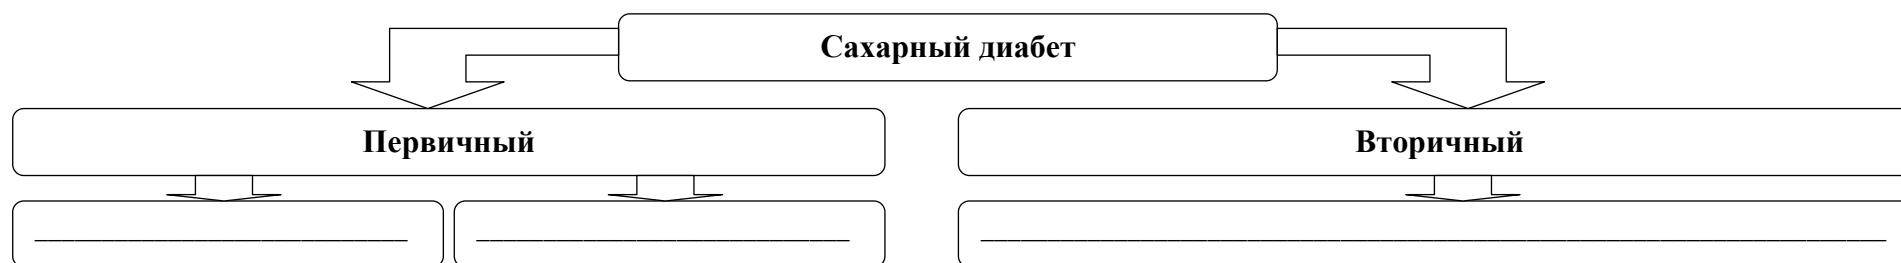 Сахарный диабет
Первичный
Вторичный